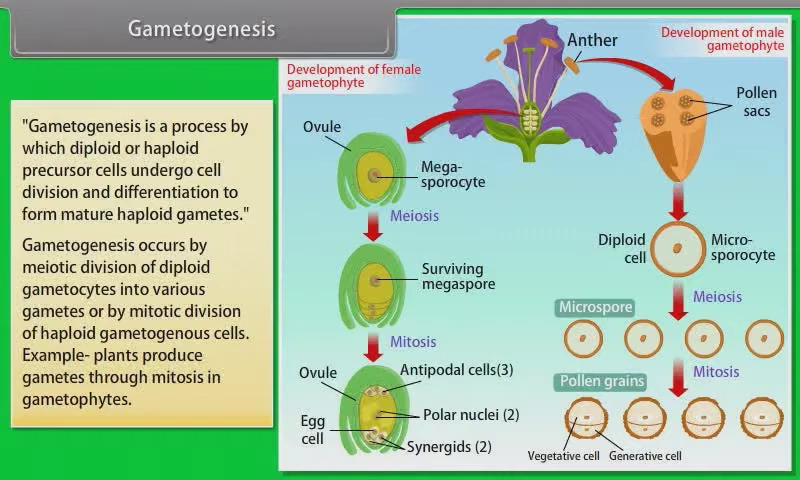 Gametogenesis
"Gametogenesis is a process by
which diploid or haploid
precursor cells undergo cell
division and differentiation to
form mature haploid gametes."
Gametogenesis occurs by
meiotic division of diploid
gametocytes into various
gametes or by mitotic division
of haploid gametogenous cells.
Example- plants produce
gametes through mitosis in
gametophytes.
Development of female
gametophyte
Ovule
Mega-
sporocyte
Meiosis
Surviving
megaspore
Mitosis
Ovule
Antipodal cells(3)
Polar nuclei (2)
Egg
cell
Synergids (2)
Anther
Development of male
gametophyte
Pollen
sacs
Diploid
cell
Micro-
sporocyte
Meiosis
Microspore
Mitosis
Pollen grains
Vegetative cell
Generative cell